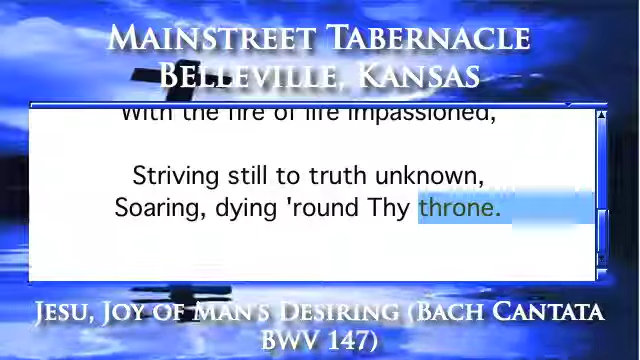 Mainstreet Tabernacle
Belleville, Kansas
With the fire of life impassioned,
Striving still to truth unknown,
Soaring, dying 'round Thy throne.
Jesu, Joy of Man's Desiring (Bach Cantata
BWV 147)